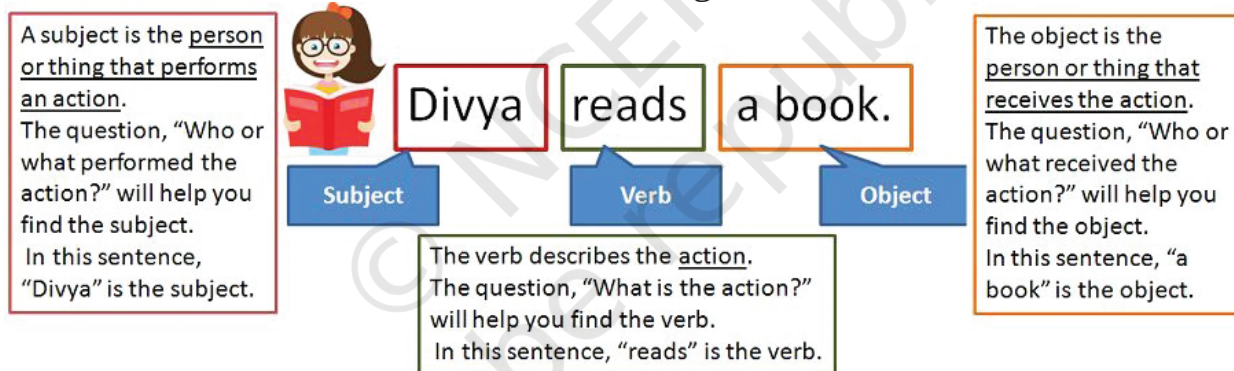 A subject is the person
or thing that performs
an action.
The question, “Who or
what performed the
action?” will help you
find the subject.
In this sentence,
“Divya” is the subject.
Divya reads a book.
Subject Verb Object
The verb describes the action.
The question, “What is the action?”
will help you find the verb.
In this sentence, “reads” is the verb.
The object is the
person or thing that
receives the action.
The question, “Who or
what received the
action?” will help you
find the object.
In this sentence, “a
book” is the object.
©
be